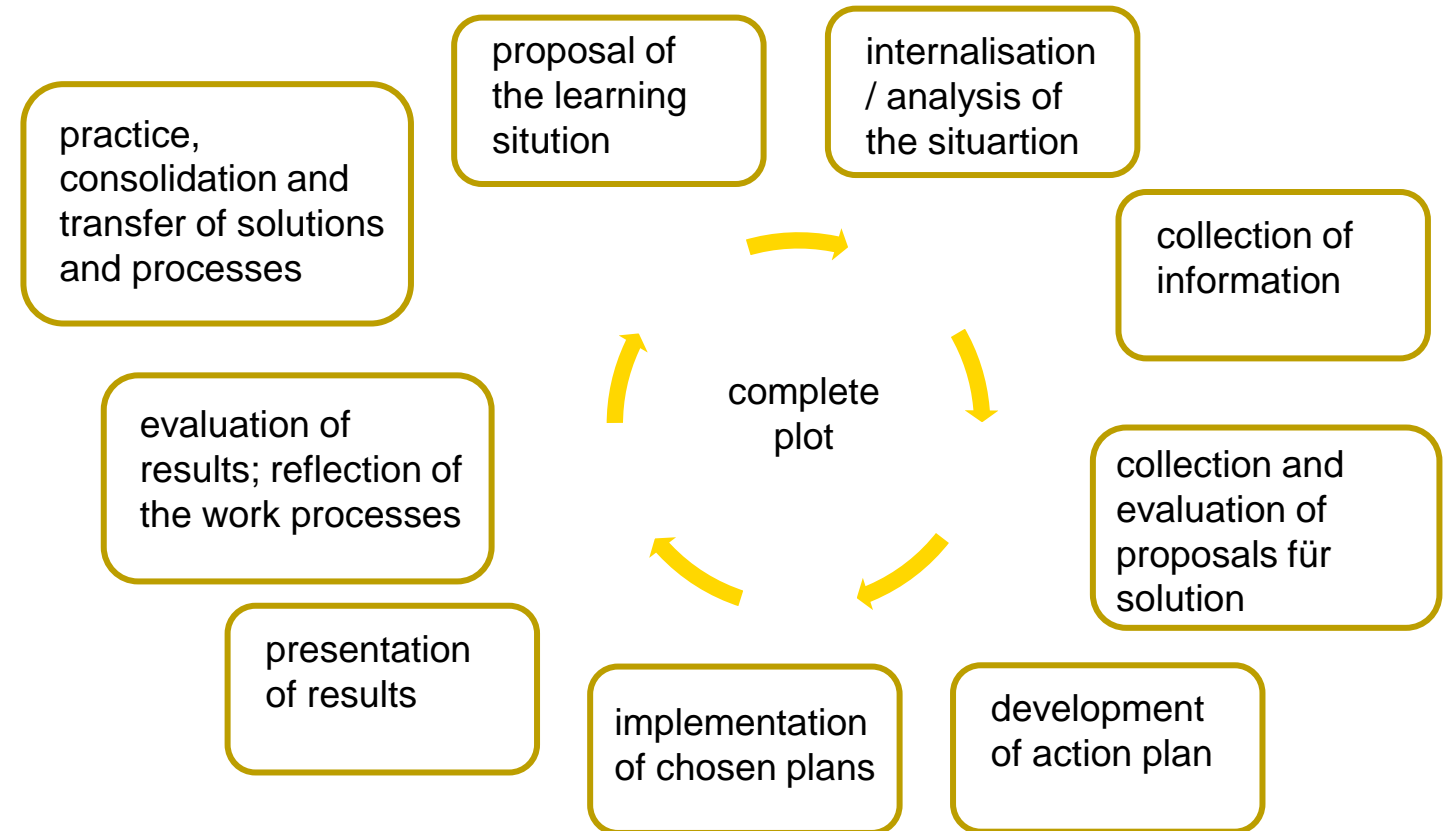 proposal of
the learning
sitution
internalisation
/ analysis of
the situartion
collection of
information
collection and
evaluation of
proposals für
solution
development
of action plan
implementation
of chosen plans
presentation
of results
evaluation of
results; reflection of
the work processes
practice,
consolidation and
transfer of solutions
and processes
complete
plot